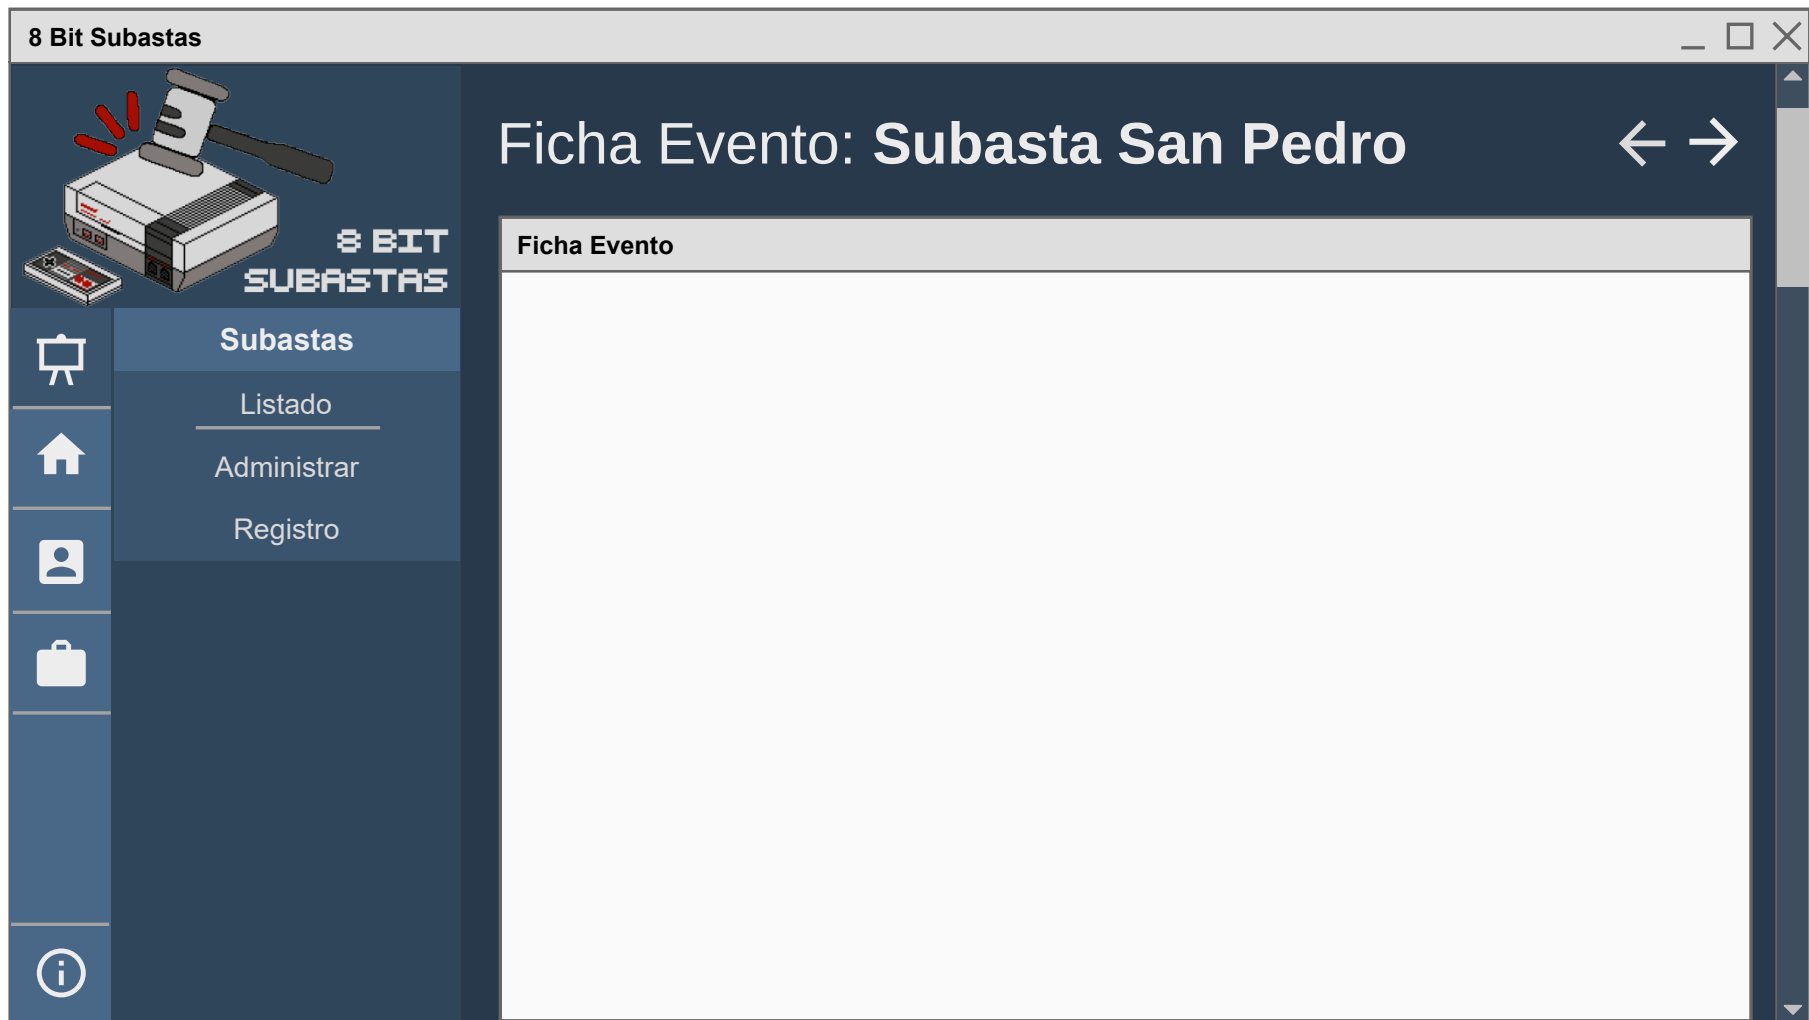 8 Bit Subastas
8 BIT
SUBASTAS
Subastas
Listado
Administrar
Registro
Ficha Evento: Subasta San Pedro
Ficha Evento